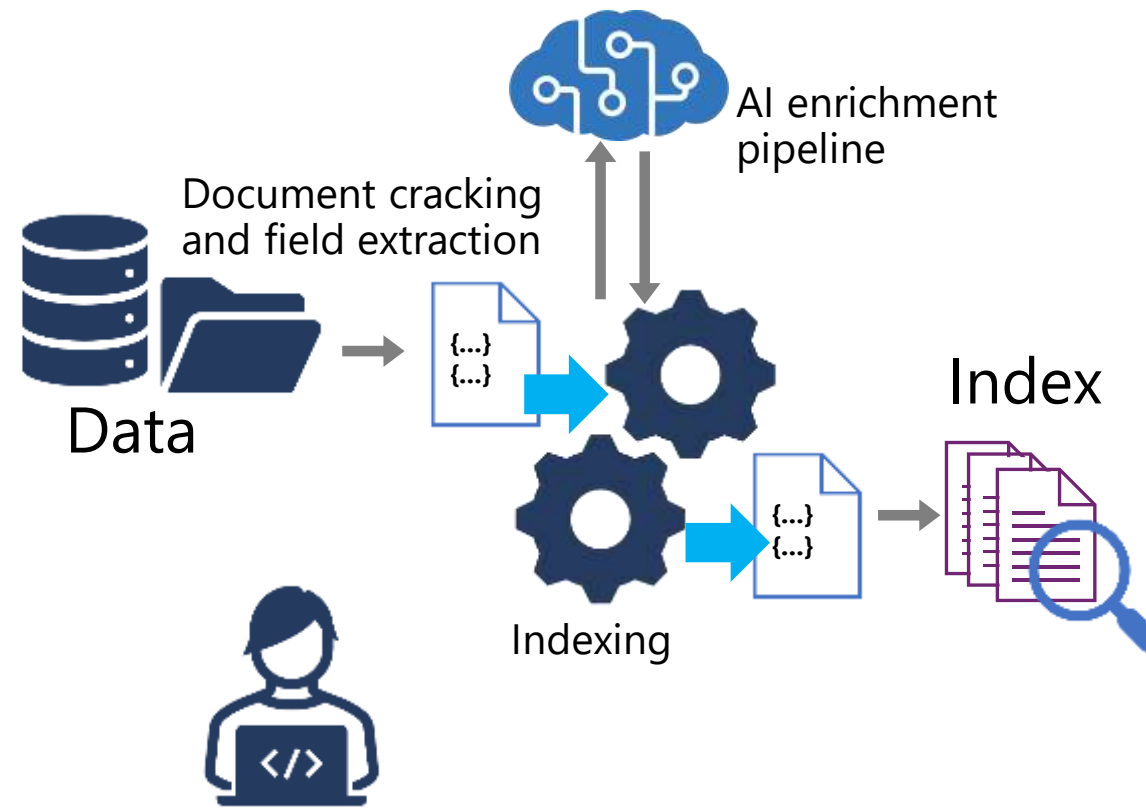 AI enrichment
pipeline
Document cracking
and field extraction
{...}
{...}
Data
Index
{...}
{...}
Indexing
</>